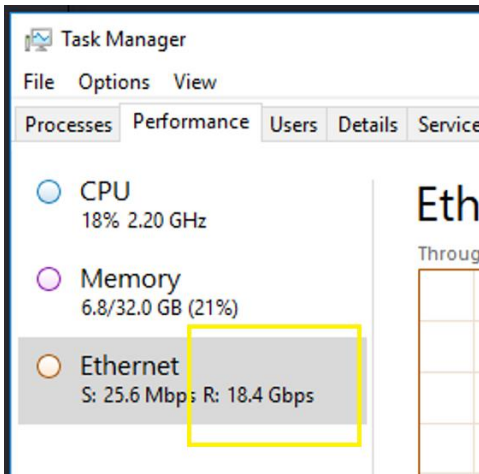 Task Manager
File Options View
Processes Performance Users Details Service
CPU
18% 2.20 GHz
Memory
6.8/32.0 GB (21%)
Ethernet
S: 25.6 Mbps R: 18.4 Gbps
Eth
Throug